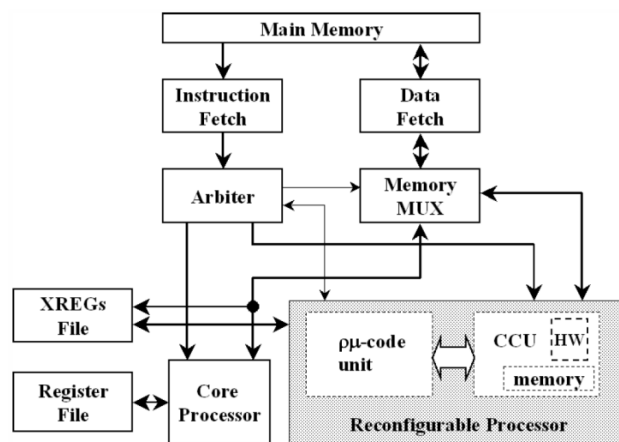 Main Memory
Instruction
Fetch
Data
Fetch
Arbiter
Memory
MUX
XREGs
File
Register
File
Core
Processor
ρμ-code
unit
CCU
HW
memory
Reconfigurable Processor